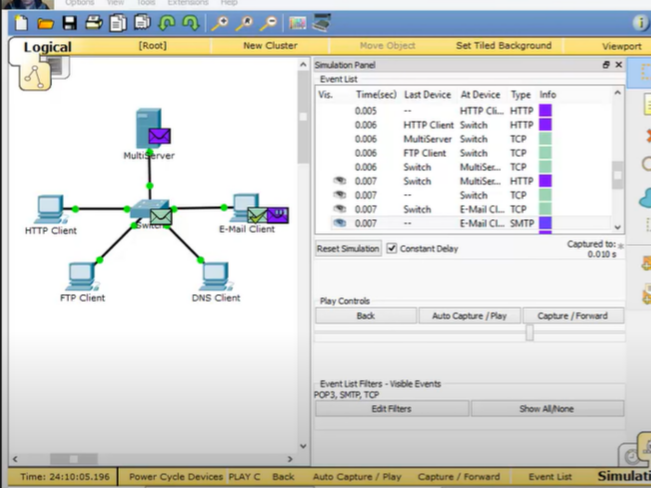 Options View Tools Extensions Help
Logical [Root] New Cluster Move Object Set Tiled Background Viewport
Simulation Panel
Event List
Vis. Time(sec) Last Device At Device Type Info
0.005 -- HTTP Cli... HTTP
0.006 HTTP Client Switch HTTP
0.006 MultiServer Switch TCP
0.006 FTP Client Switch TCP
0.006 Switch MultiSer... TCP
0.007 Switch MultiSer... HTTP
0.007 -- Switch TCP
0.007 Switch E-Mail Cl... TCP
0.007 -- E-Mail Cl... SMTP
Reset Simulation Constant Delay Captured to:
0.010 s
Play Controls
Back Auto Capture / Play Capture / Forward
Event List Filters - Visible Events
POP3, SMTP, TCP
Edit Filters Show All/None
MultiServer
HTTP Client
Switch
E-Mail Client
FTP Client
DNS Client
Time: 24:10:05.196 Power Cycle Devices PLAY C Back Auto Capture / Play Capture / Forward Event List Simulati